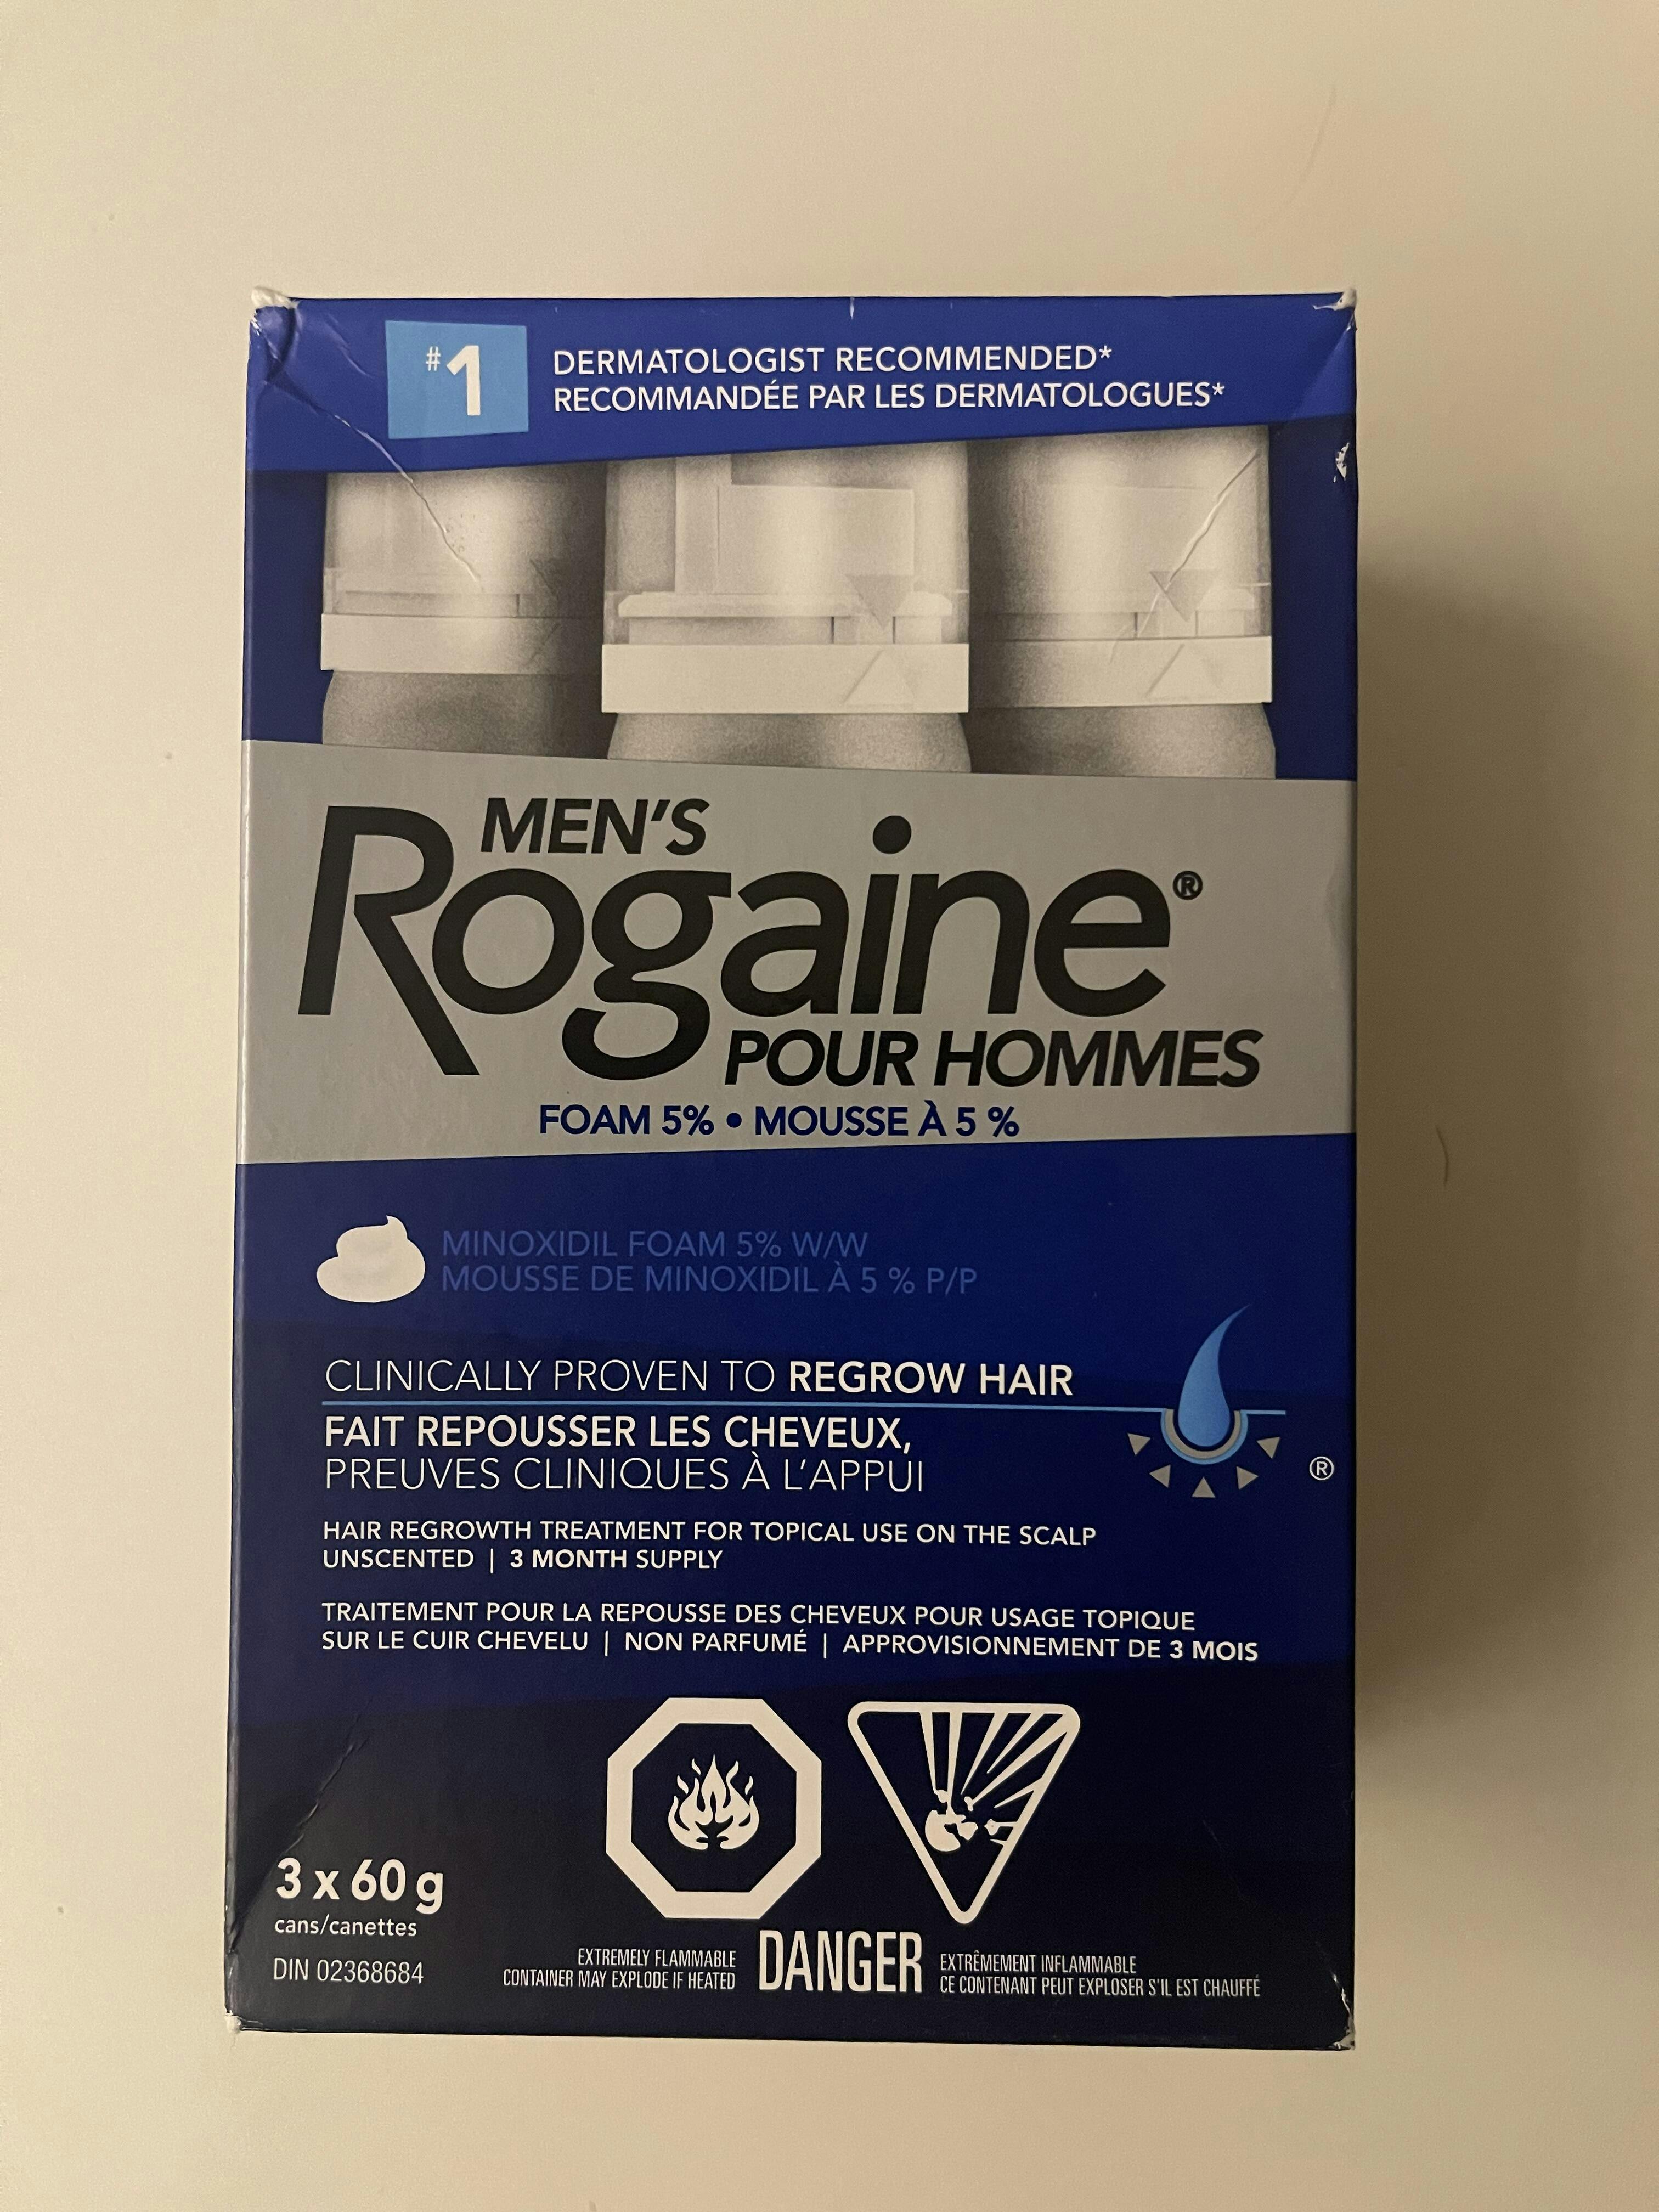 #1
DERMATOLOGIST RECOMMENDED*
RECOMMANDÉE PAR LES DERMATOLOGUES*
MEN'S
Rogaine®
POUR HOMMES
FOAM 5% • MOUSSE À 5 %
MINOXIDIL FOAM 5% W/W
MOUSSE DE MINOXIDIL À 5 % P/P
CLINICALLY PROVEN TO REGROW HAIR
FAIT REPOUSSER LES CHEVEUX,
PREUVES CLINIQUES À L'APPUI
®
HAIR REGROWTH TREATMENT FOR TOPICAL USE ON THE SCALP
UNSCENTED | 3 MONTH SUPPLY
TRAITEMENT POUR LA REPOUSSE DES CHEVEUX POUR USAGE TOPIQUE
SUR LE CUIR CHEVELU | NON PARFUMÉ | APPROVISIONNEMENT DE 3 MOIS
3 x 60 g
cans/canettes
DIN 02368684
EXTREMELY FLAMMABLE
CONTAINER MAY EXPLODE IF HEATED
DANGER
EXTRÊMEMENT INFLAMMABLE
CE CONTENANT PEUT EXPLOSER S'IL EST CHAUFFÉ